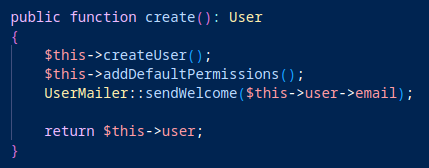 public function create(): User
{
    $this->createUser();
    $this->addDefaultPermissions();
    UserMailer::sendWelcome($this->user->email);

    return $this->user;
}